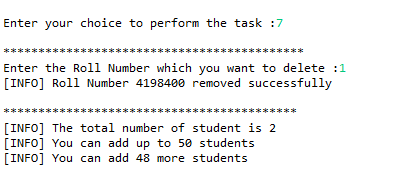 Enter your choice to perform the task :7
*******************************************
Enter the Roll Number which you want to delete :1
[INFO] Roll Number 4198400 removed successfully
******************************************
[INFO] The total number of student is 2
[INFO] You can add up to 50 students
[INFO] You can add 48 more students